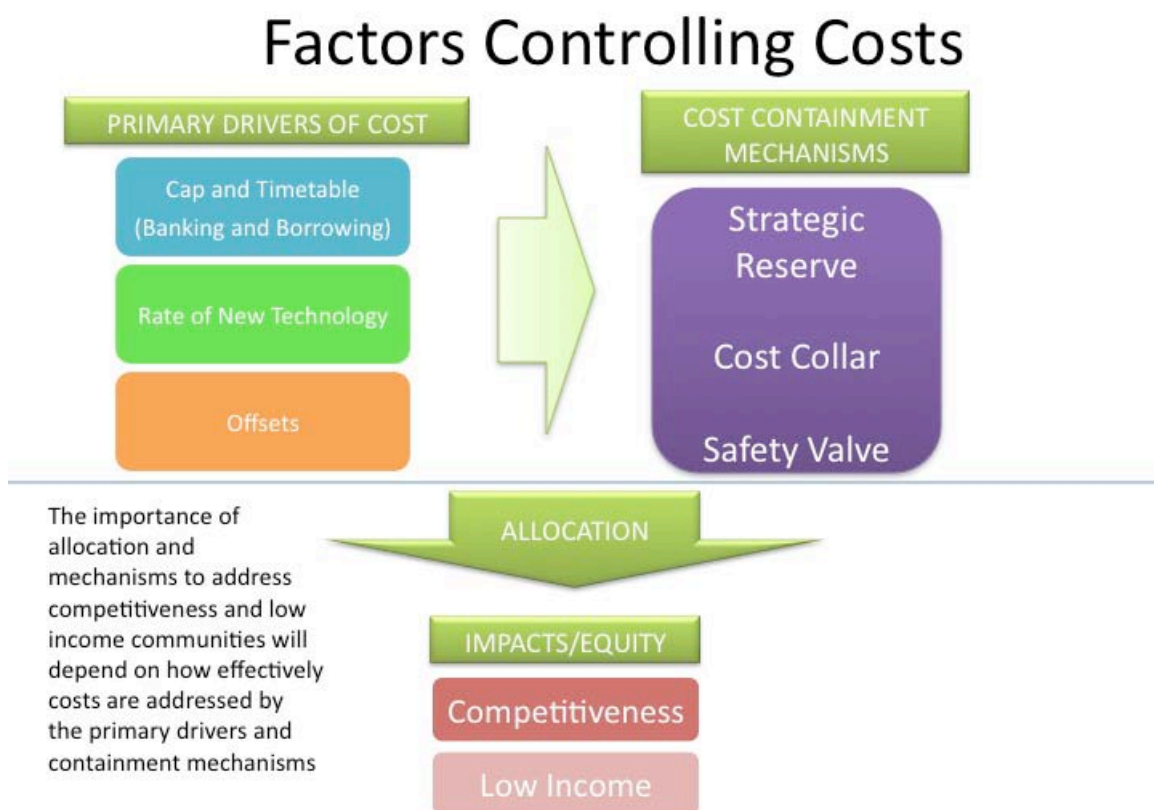 Factors Controlling Costs
PRIMARY DRIVERS OF COST
Cap and Timetable
(Banking and Borrowing)
Rate of New Technology
Offsets
COST CONTAINMENT
MECHANISMS
Strategic
Reserve
Cost Collar
Safety Valve
The importance of
allocation and
mechanisms to address
competitiveness and low
income communities will
depend on how effectively
costs are addressed by
the primary drivers and
containment mechanisms
ALLOCATION
IMPACTS/EQUITY
Competitiveness
Low Income